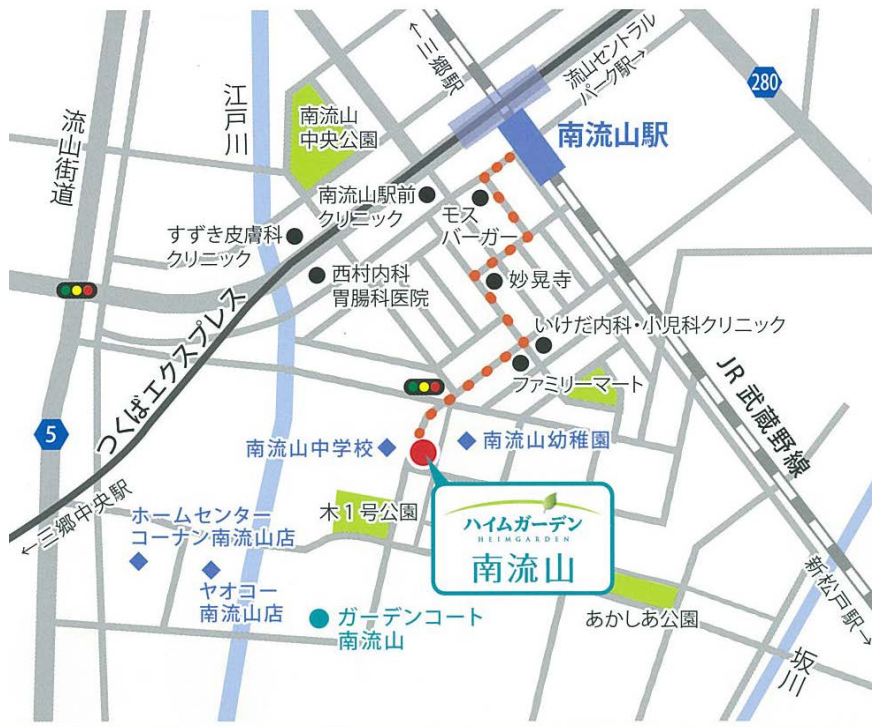 ←三郷駅
流山セントラル
パーク駅→
280
江戸川
流山街道
南流山
中央公園
南流山駅
南流山駅前
クリニック
モス
バーガー
すずき皮膚科
クリニック
西村内科
胃腸科医院
妙晃寺
つくばエクスプレス
いけだ内科・小児科クリニック
ファミリーマート
JR 武蔵野線
5
南流山中学校
南流山幼稚園
←三郷中央駅
木1号公園
ハイムガーデン
HEIMGARDEN
南流山
ホームセンター
コーナン南流山店
ヤオコー
南流山店
ガーデンコート
南流山
あかしあ公園
新松戸駅→
坂川